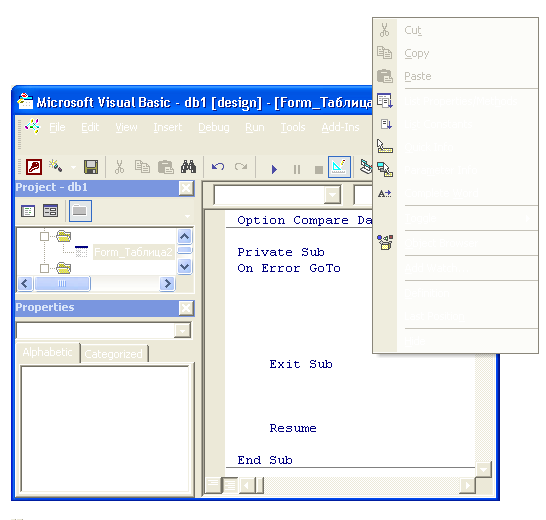 Cut
Copy
Paste
Microsoft Visual Basic - db1 [design] - [Form_Таблица
File Edit View Insert Debug Run Tools Add-Ins
Project - db1
Form_Таблица2
Properties
Alphabetic Categorized
Option Compare Da
Private Sub
On Error GoTo
Exit Sub
Resume
End Sub